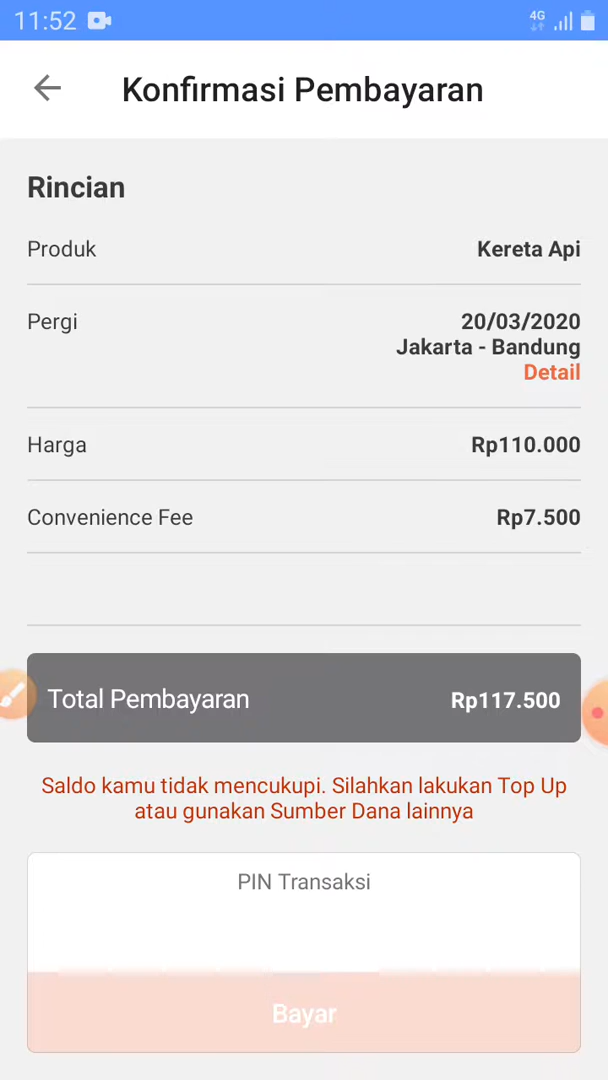 11:52
4G
Konfirmasi Pembayaran
Rincian
Produk
Kereta Api
Pergi
20/03/2020
Jakarta - Bandung
Detail
Harga
Rp110.000
Convenience Fee
Rp7.500
Total Pembayaran
Rp117.500
Saldo kamu tidak mencukupi. Silahkan lakukan Top Up
atau gunakan Sumber Dana lainnya
PIN Transaksi
Bayar